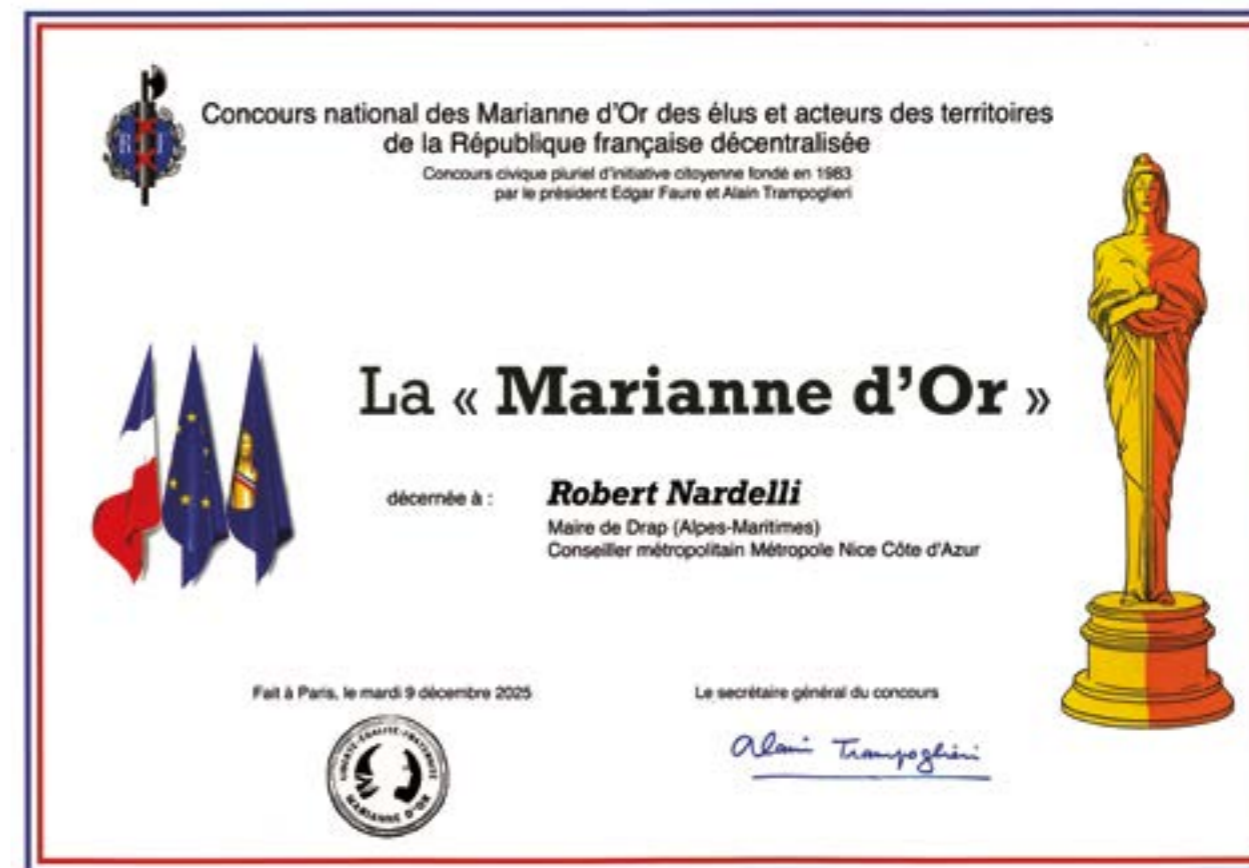 Concours national des Marianne d'Or des élus et acteurs des territoires
de la République française décentralisée
Concours civique pluriel d'initiative citoyenne fondé en 1983
par le président Edgar Faure et Alain Trampoglieri
La « Marianne d'Or »
décernée à : Robert Nardelli
Maire de Drap (Alpes-Maritimes)
Conseiller métropolitain Métropole Nice Côte d'Azur
Fait à Paris, le mardi 9 décembre 2025
Le secrétaire général du concours
LIBERTÉ-ÉGALITÉ-FRATERNITÉ
MARIANNE D'OR
Alain Trampoglieri